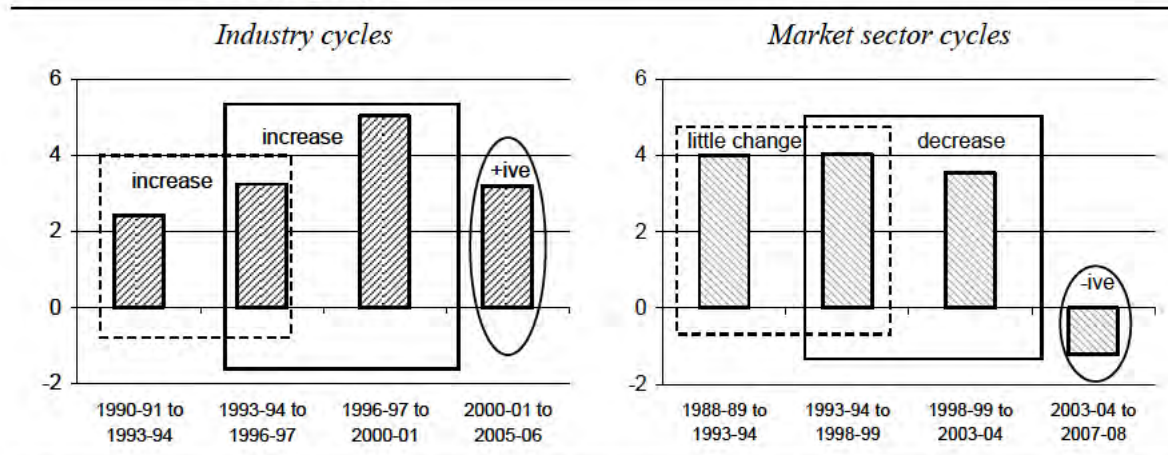 Industry cycles
6
4
2
0
-2
increase
increase
+ive
1990-91 to
1993-94
1993-94 to
1996-97
1996-97 to
2000-01
2000-01 to
2005-06
Market sector cycles
6
4
2
0
-2
little change
decrease
-ive
1988-89 to
1993-94
1993-94 to
1998-99
1998-99 to
2003-04
2003-04 to
2007-08